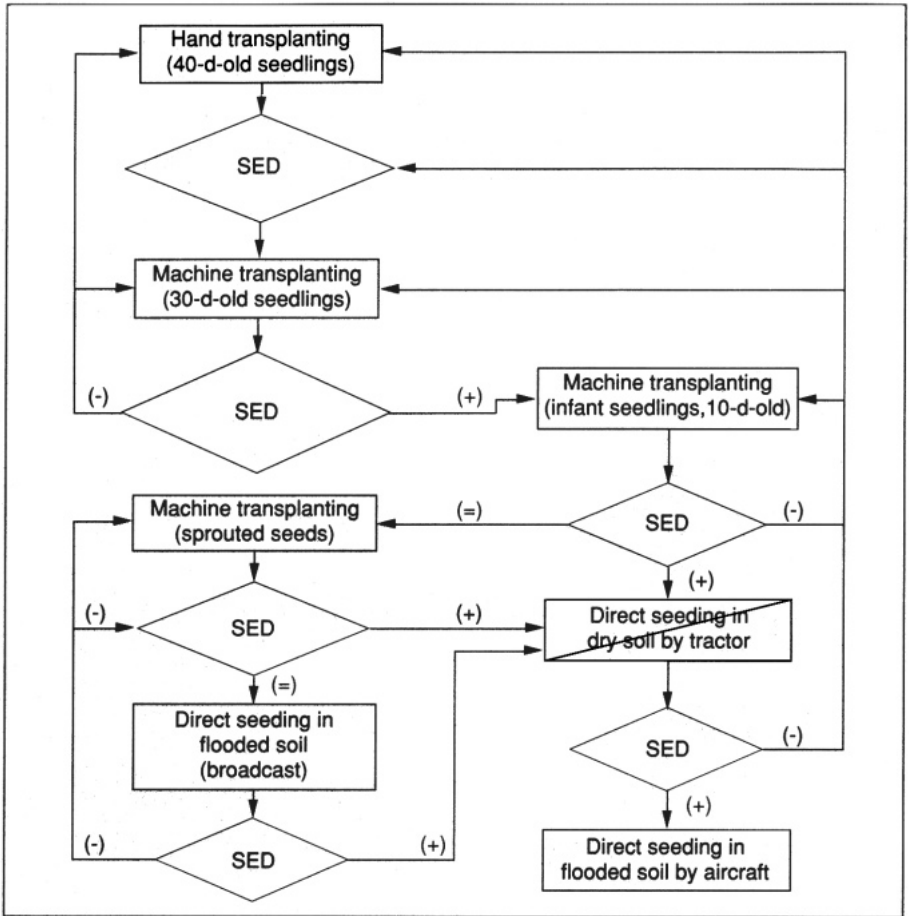 Hand transplanting
(40-d-old seedlings)
SED
Machine transplanting
(30-d-old seedlings)
(-)
SED
(+)
Machine transplanting
(infant seedlings,10-d-old)
Machine transplanting
(sprouted seeds)
(=)
SED
(-)
(+)
(-)
SED
(+)
Direct seeding in
dry soil by tractor
(=)
Direct seeding in
flooded soil
(broadcast)
SED
(-)
(+)
(-)
SED
(+)
Direct seeding in
flooded soil by aircraft